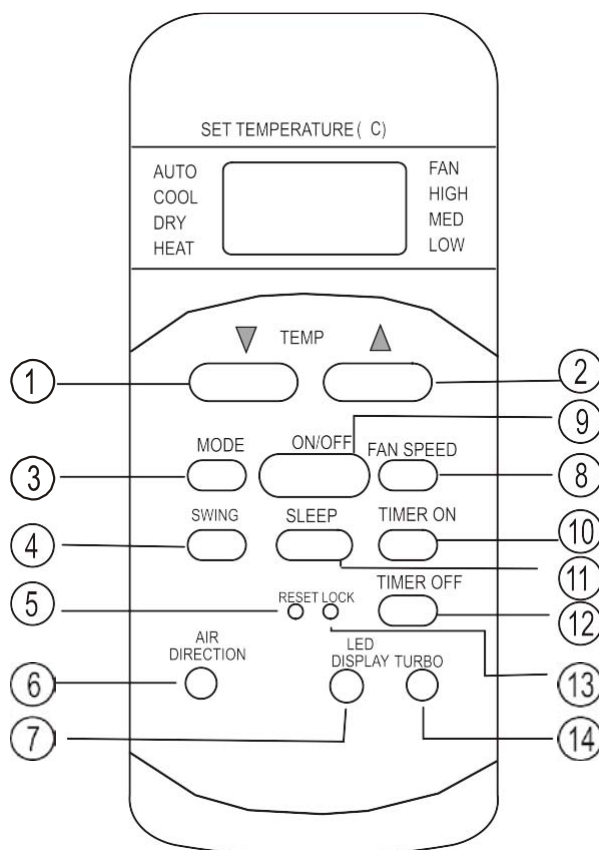 SET TEMPERATURE ( C)
AUTO
COOL
DRY
HEAT
FAN
HIGH
MED
LOW
TEMP
1
2
9
MODE
ON/OFF
FAN SPEED
3
8
SWING
SLEEP
TIMER ON
4
10
11
RESET LOCK
TIMER OFF
5
12
AIR
DIRECTION
LED
DISPLAY
TURBO
6
13
7
14